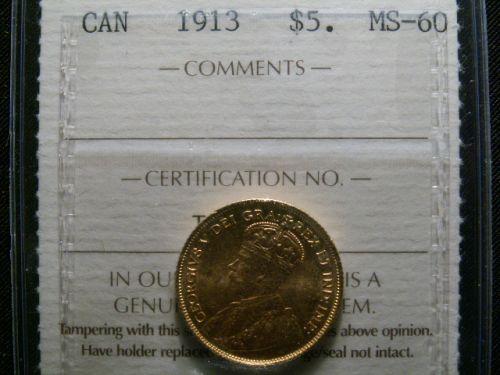 CAN 1913 $5. MS-60
— COMMENTS —
— CERTIFICATION NO. —
GEORGIVS V DEI GRA: REX ET IND: IMP:
IN OU IS A
GENU EM.
Tampering with this s above opinion.
Have holder replace seal not intact.